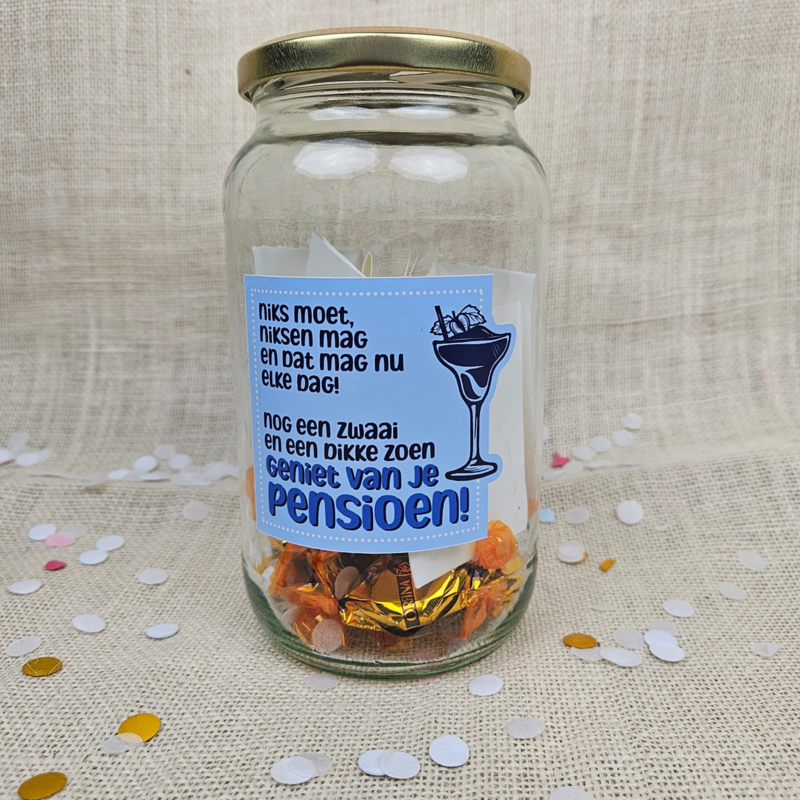 niks moet,
niksen mag
en dat mag nu
elke dag!
nog een zwaai
en een dikke zoen
Geniet van je
pensioen!